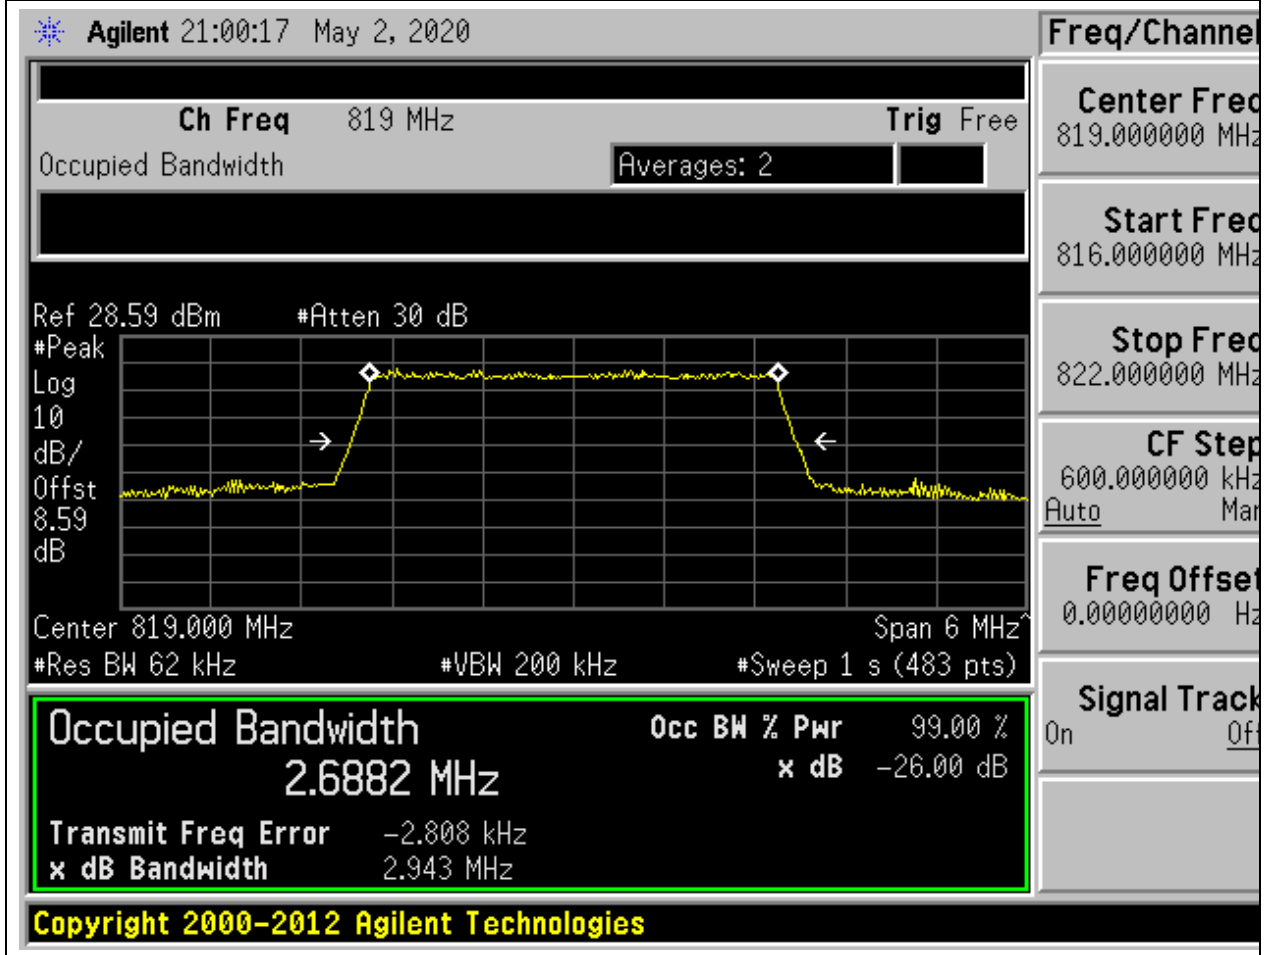 Agilent 21:00:17 May 2, 2020
Ch Freq 819 MHz Trig Free
Occupied Bandwidth Averages: 2
Ref 28.59 dBm #Atten 30 dB
#Peak
Log
10
dB/
Offst
8.59
dB
Center 819.000 MHz Span 6 MHz^
#Res BW 62 kHz #VBW 200 kHz #Sweep 1 s (483 pts)
Occupied Bandwidth Occ BW % Pwr 99.00 %
2.6882 MHz x dB -26.00 dB
Transmit Freq Error -2.808 kHz
x dB Bandwidth 2.943 MHz
Copyright 2000-2012 Agilent Technologies
Freq/Channel
Center Freq
819.000000 MHz
Start Freq
816.000000 MHz
Stop Freq
822.000000 MHz
CF Step
600.000000 kHz
Auto Man
Freq Offset
0.00000000 Hz
Signal Track
On Off